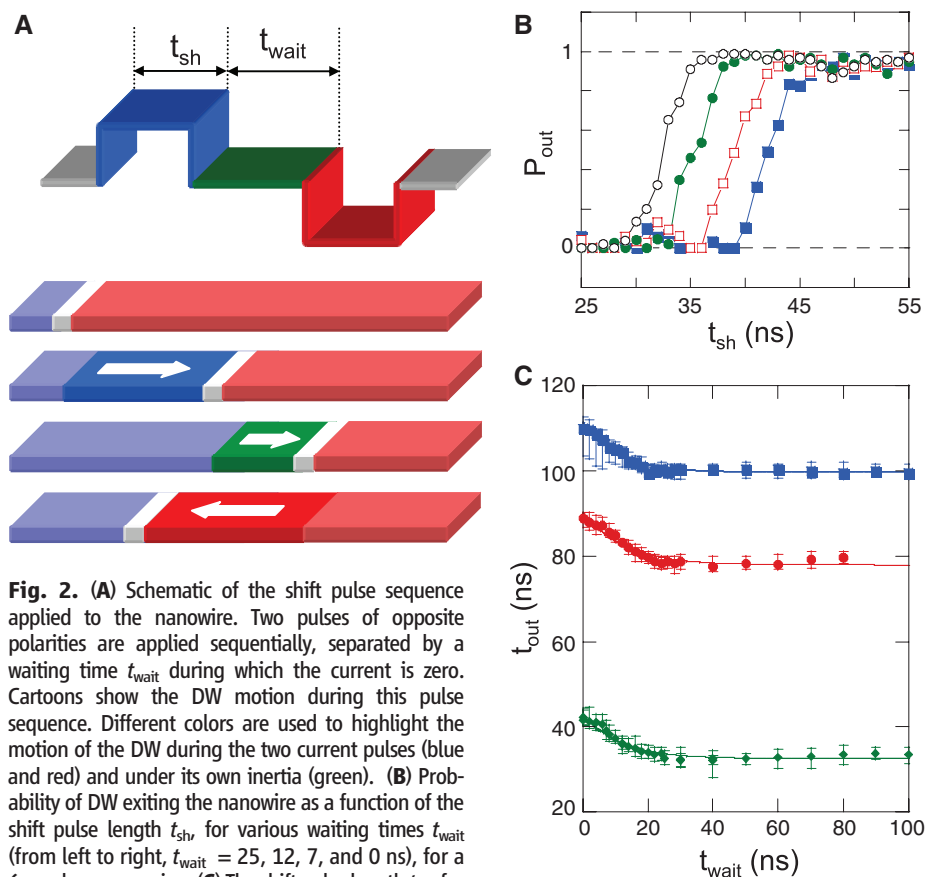 A
t_sh
t_wait
B
1
P_out
0
25
35
45
55
t_sh (ns)
C
120
100
80
60
40
20
t_out (ns)
0
20
40
60
80
100
t_wait (ns)
Fig. 2. (A) Schematic of the shift pulse sequence
applied to the nanowire. Two pulses of opposite
polarities are applied sequentially, separated by a
waiting time t_wait during which the current is zero.
Cartoons show the DW motion during this pulse
sequence. Different colors are used to highlight the
motion of the DW during the two current pulses (blue
and red) and under its own inertia (green). (B) Prob-
ability of DW exiting the nanowire as a function of the
shift pulse length t_sh, for various waiting times t_wait
(from left to right, t_wait = 25, 12, 7, and 0 ns), for a